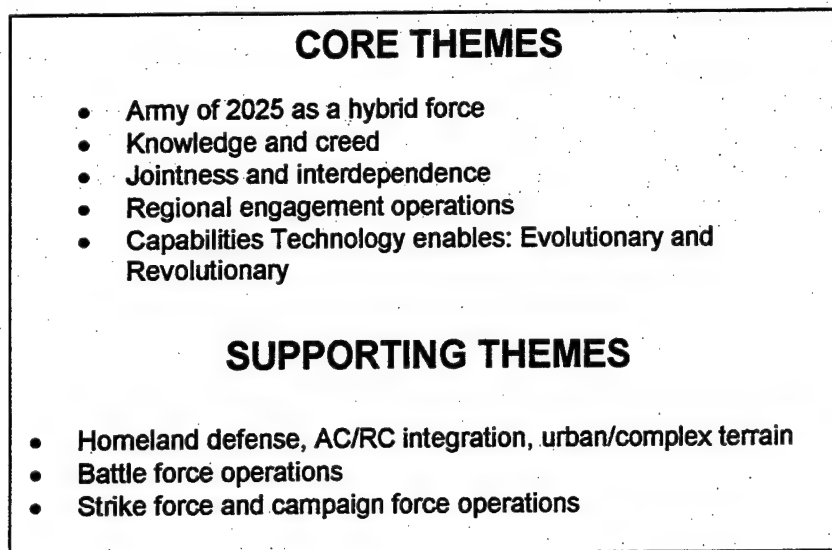 CORE THEMES
• Army of 2025 as a hybrid force
• Knowledge and creed
• Jointness and interdependence
• Regional engagement operations
• Capabilities Technology enables: Evolutionary and
Revolutionary
SUPPORTING THEMES
• Homeland defense, AC/RC integration, urban/complex terrain
• Battle force operations
• Strike force and campaign force operations